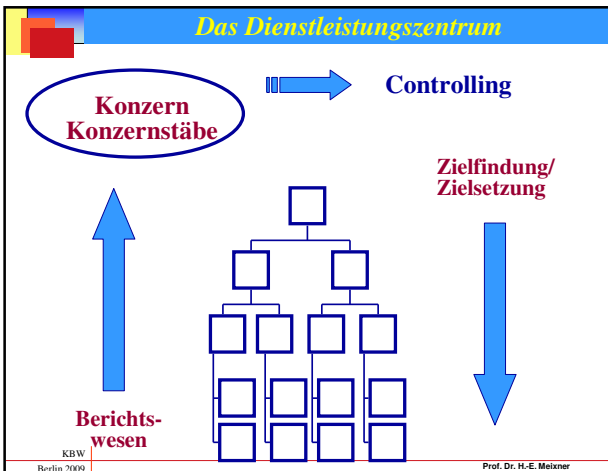 Das Dienstleistungszentrum
Konzern
Konzernstäbe
Controlling
Zielfindung/
Zielsetzung
Berichts-
wesen
KBW
Berlin 2009
Prof. Dr. H.-E. Meixner